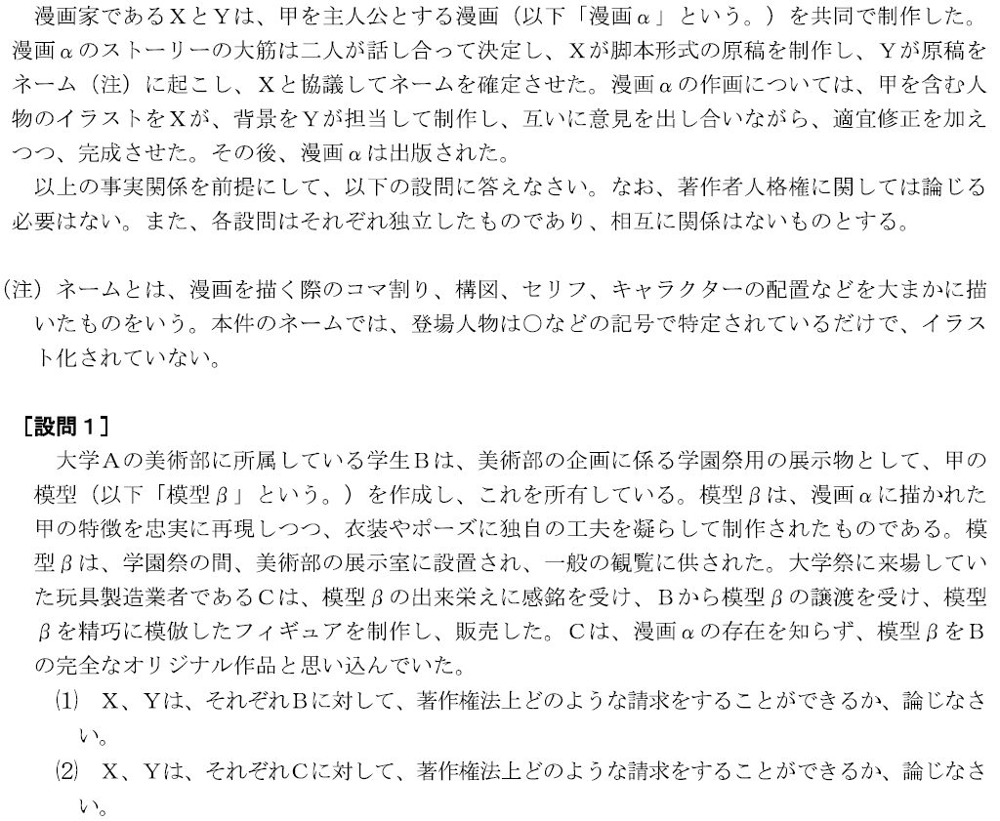 漫画家であるＸとＹは、甲を主人公とする漫画（以下「漫画α」という。）を共同で制作した。
漫画αのストーリーの大筋は二人が話し合って決定し、Ｘが脚本形式の原稿を制作し、Ｙが原稿を
ネーム（注）に起こし、Ｘと協議してネームを確定させた。漫画αの作画については、甲を含む人
物のイラストをＸが、背景をＹが担当して制作し、互いに意見を出し合いながら、適宜修正を加え
つつ、完成させた。その後、漫画αは出版された。
以上の事実関係を前提にして、以下の設問に答えなさい。なお、著作者人格権に関しては論じる
必要はない。また、各設問はそれぞれ独立したものであり、相互に関係はないものとする。
（注）ネームとは、漫画を描く際のコマ割り、構図、セリフ、キャラクターの配置などを大まかに描
いたものをいう。本件のネームでは、登場人物は○などの記号で特定されているだけで、イラス
ト化されていない。
［設問１］
大学Ａの美術部に所属している学生Ｂは、美術部の企画に係る学園祭用の展示物として、甲の
模型（以下「模型β」という。）を作成し、これを所有している。模型βは、漫画αに描かれた
甲の特徴を忠実に再現しつつ、衣装やポーズに独自の工夫を凝らして制作されたものである。模
型βは、学園祭の間、美術部の展示室に設置され、一般の観覧に供された。大学祭に来場してい
た玩具製造業者であるＣは、模型βの出来栄えに感銘を受け、Ｂから模型βの譲渡を受け、模型
βを精巧に模倣したフィギュアを制作し、販売した。Ｃは、漫画αの存在を知らず、模型βをＢ
の完全なオリジナル作品と思い込んでいた。
⑴　Ｘ、Ｙは、それぞれＢに対して、著作権法上どのような請求をすることができるか、論じなさ
い。
⑵　Ｘ、Ｙは、それぞれＣに対して、著作権法上どのような請求をすることができるか、論じなさ
い。